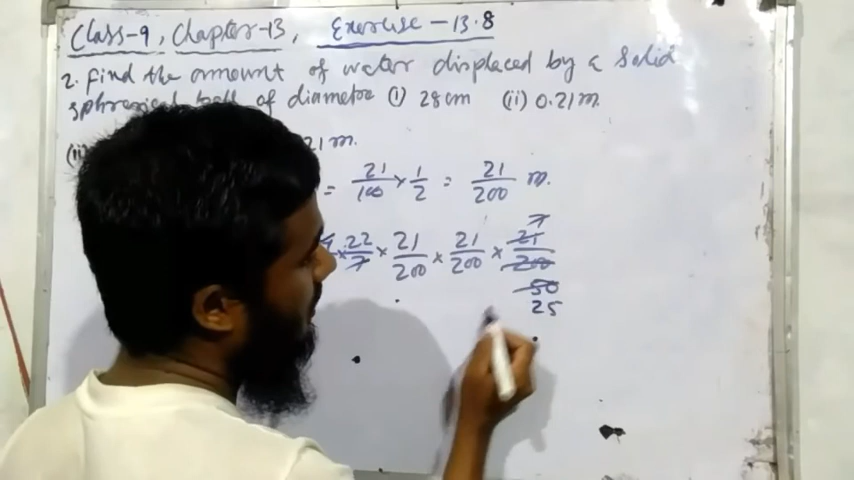 Class-9, Chapter-13, Exercise-13.8
2. Find the amount of water displaced by a solid
spherical ball of diameter (i) 28cm (ii) 0.21m.
(ii) 21m.
= 21/100 × 1/2 = 21/200 m.
× 22/7 × 21/200 × 21/200 × 21/200
7
50
25